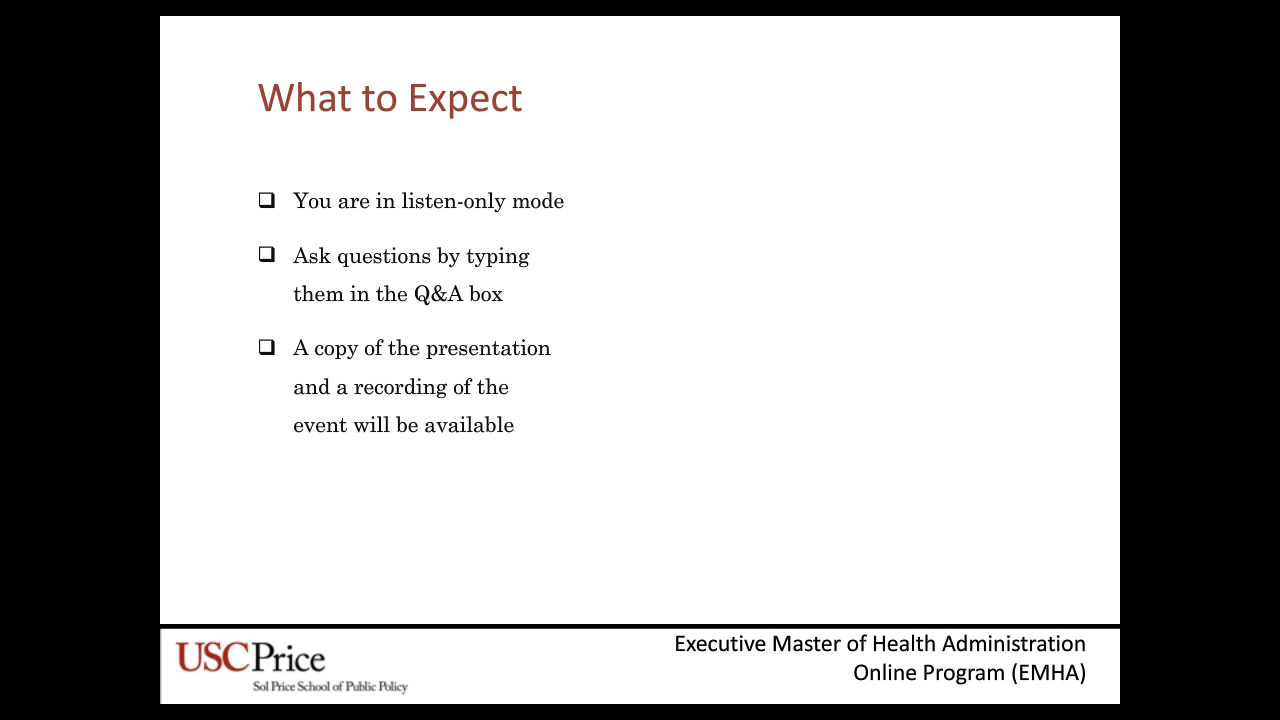 What to Expect
❑ You are in listen-only mode
❑ Ask questions by typing
them in the Q&A box
❑ A copy of the presentation
and a recording of the
event will be available
USCPrice
Sol Price School of Public Policy
Executive Master of Health Administration
Online Program (EMHA)